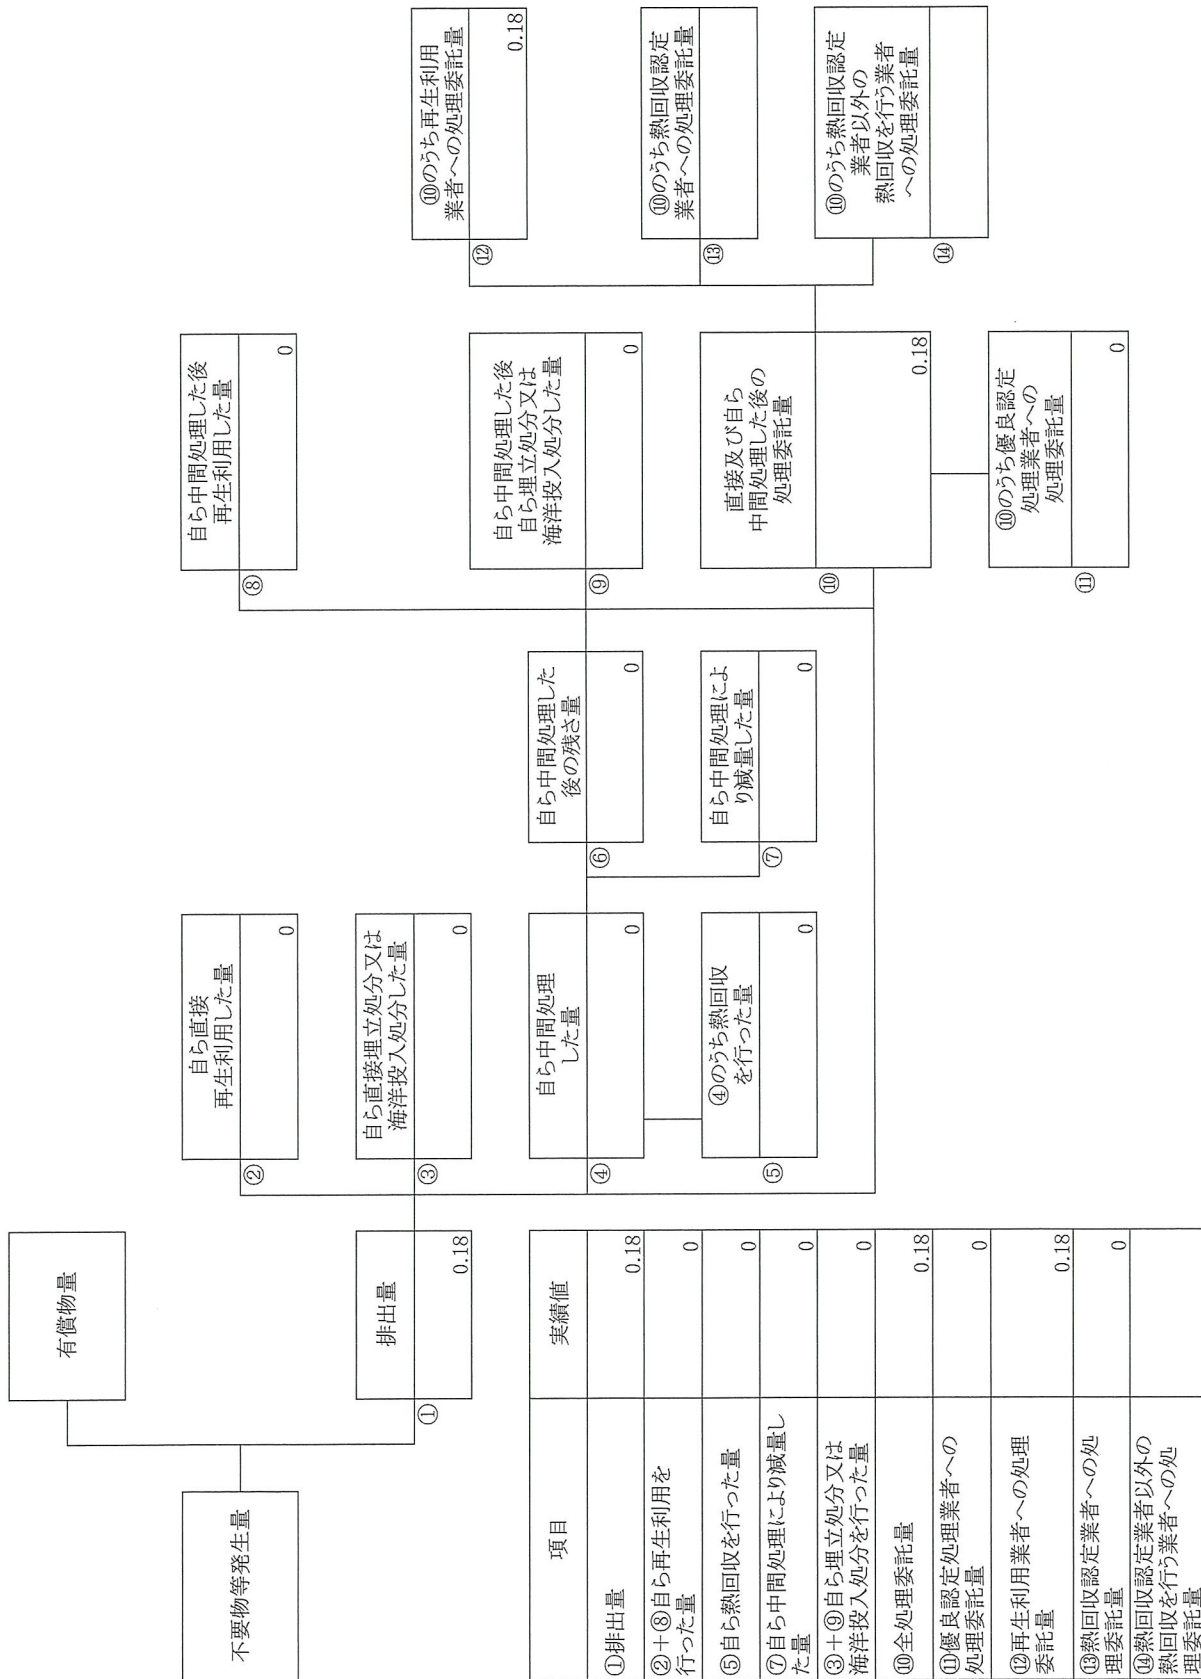 不要物等発生量
有償物量
排出量
①
0.18
自ら直接
再生利用した量
②
0
自ら直接埋立処分又は
海洋投入処分した量
③
0
自ら中間処理
した量
④
0
④のうち熱回収
を行った量
⑤
0
自ら中間処理した
後の残さ量
⑥
0
自ら中間処理によ
り減量した量
⑦
0
自ら中間処理した後
再生利用した量
⑧
0
自ら中間処理した後
自ら埋立処分又は
海洋投入処分した量
⑨
0
直接及び自ら
中間処理した後の
処理委託量
⑩
0.18
⑩のうち優良認定
処理業者への
処理委託量
⑪
0
⑩のうち再生利用
業者への処理委託量
⑫
0.18
⑩のうち熱回収認定
業者への処理委託量
⑬
⑩のうち熱回収認定
業者以外の
熱回収を行う業者
への処理委託量
⑭
項目
実績値
①排出量
0.18
②+⑧自ら再生利用を
行った量
0
⑤自ら熱回収を行った量
0
⑦自ら中間処理により減量し
た量
0
③+⑨自ら埋立処分又は
海洋投入処分を行った量
0
⑩全処理委託量
0.18
⑪優良認定処理業者への
処理委託量
0
⑫再生利用業者への処理
委託量
0.18
⑬熱回収認定業者への処
理委託量
0
⑭熱回収認定業者以外の
熱回収を行う業者への処
理委託量